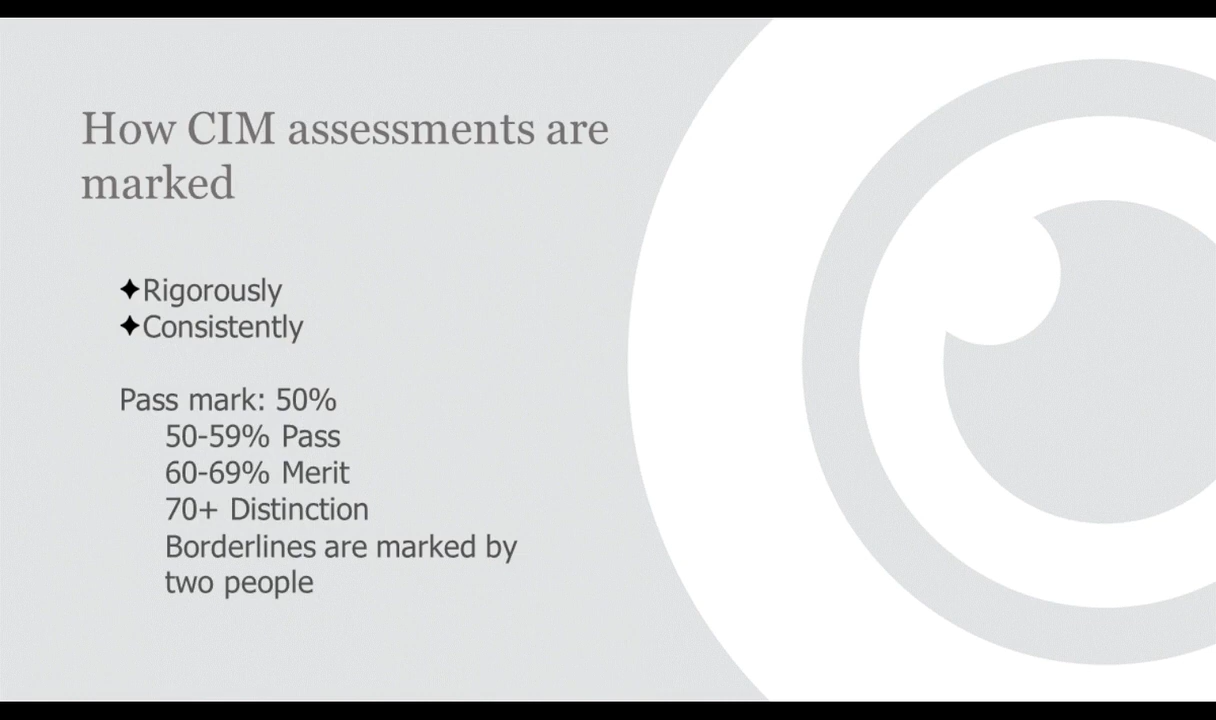 How CIM assessments are
marked
✦Rigorously
✦Consistently
Pass mark: 50%
50-59% Pass
60-69% Merit
70+ Distinction
Borderlines are marked by
two people